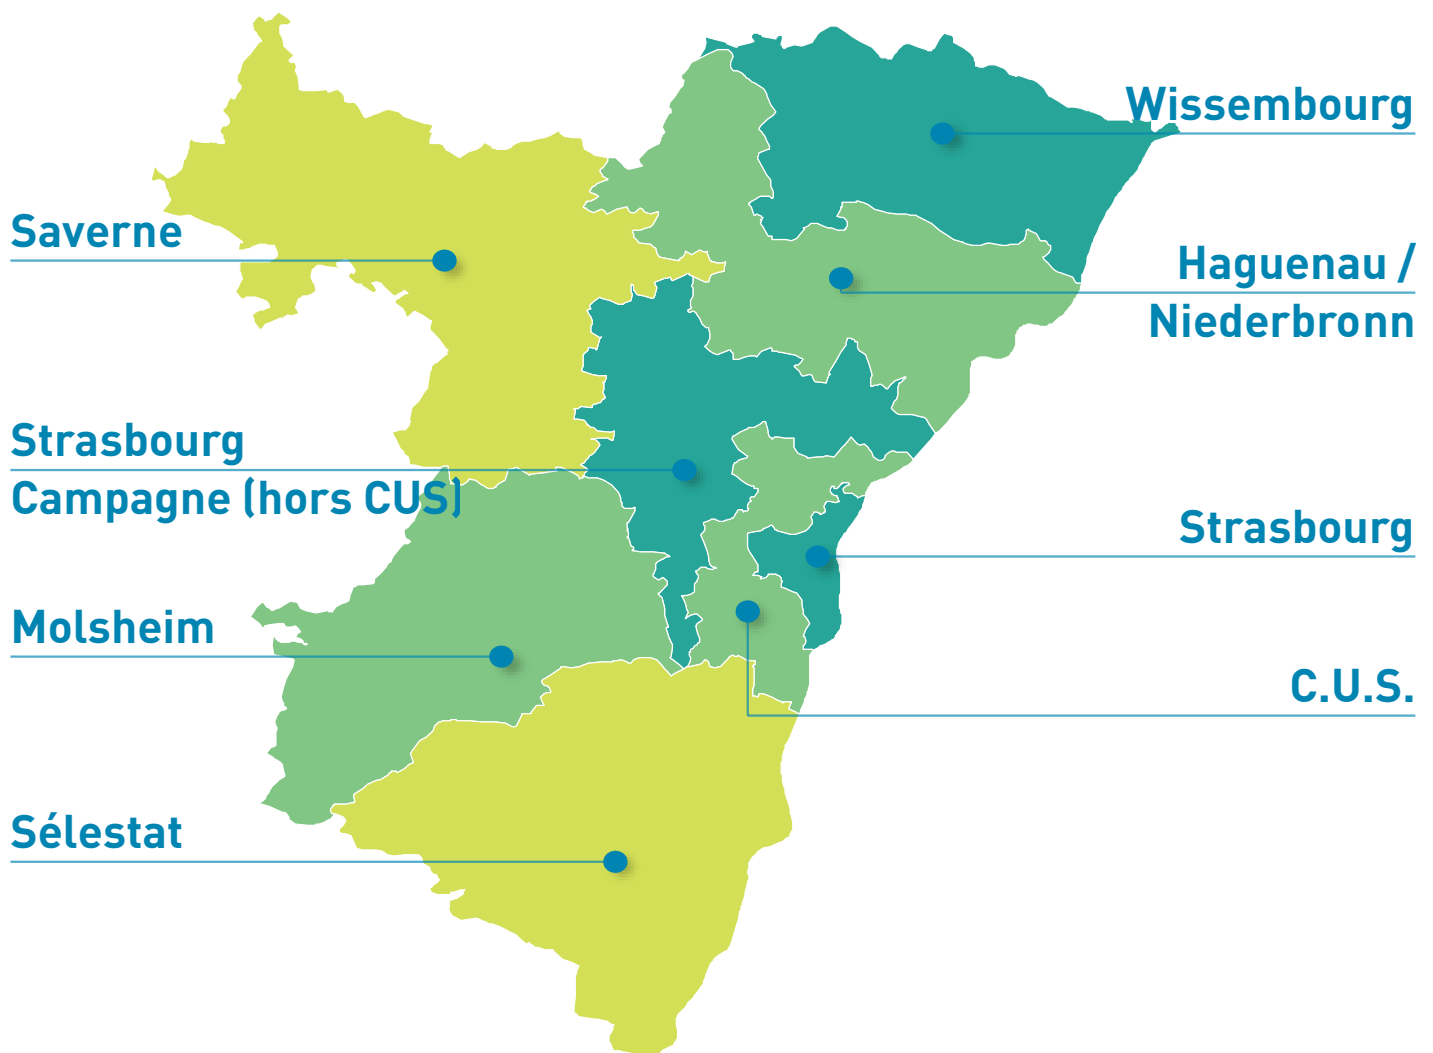 Wissembourg
Saverne
Haguenau /
Niederbronn
Strasbourg
Campagne (hors CUS)
Strasbourg
Molsheim
C.U.S.
Sélestat